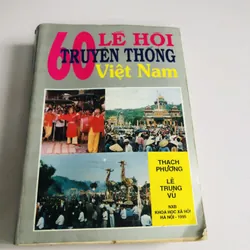 60 LỄ HỘI
TRUYỀN THỐNG
Việt Nam
THẠCH
PHƯƠNG
LÊ
TRUNG
VŨ
NXB
KHOA HỌC XÃ HỘI
HÀ NỘI - 1995